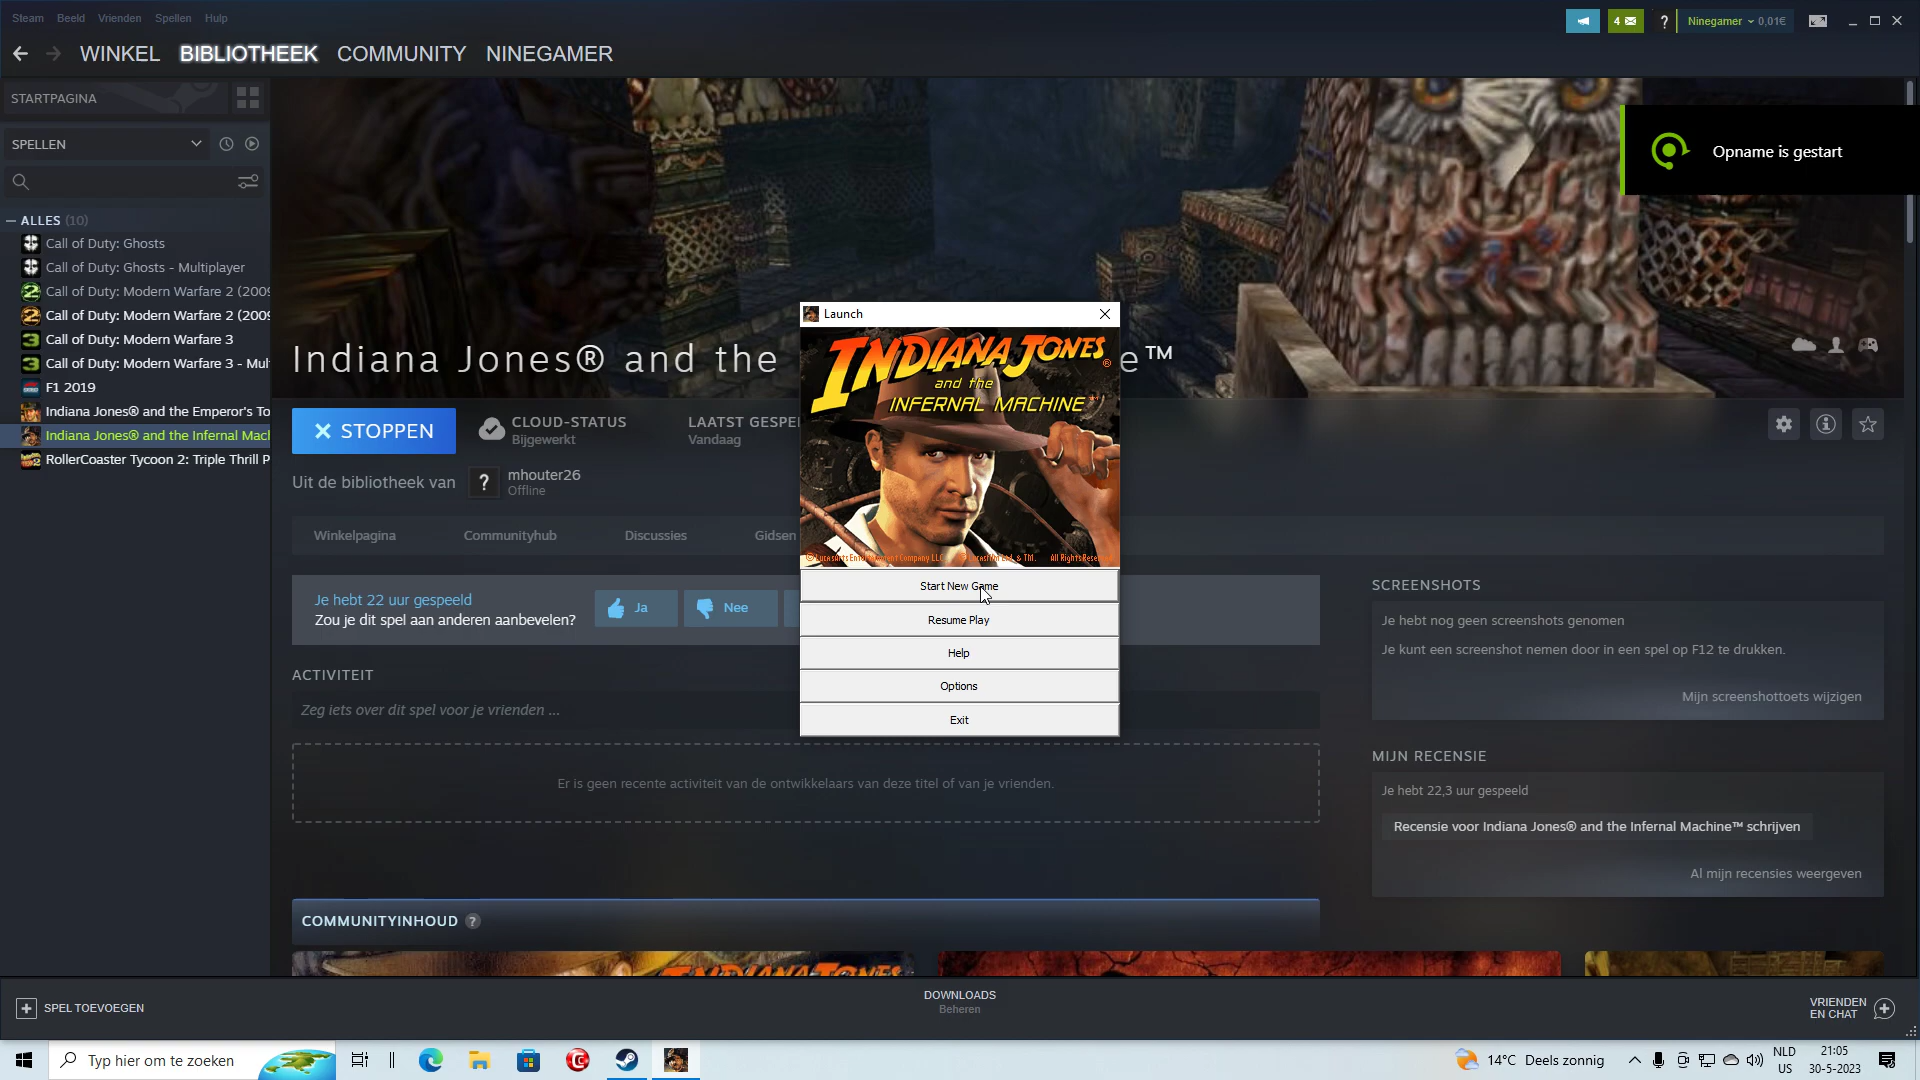 Steam Beeld Vrienden Spellen Hulp
4 ? Ninegamer 0,01€
WINKEL BIBLIOTHEEK COMMUNITY NINEGAMER
STARTPAGINA
SPELLEN
Opname is gestart
ALLES (10)
Call of Duty: Ghosts
Call of Duty: Ghosts - Multiplayer
Call of Duty: Modern Warfare 2 (2009
Call of Duty: Modern Warfare 2 (2009
Call of Duty: Modern Warfare 3
Call of Duty: Modern Warfare 3 - Mul
F1 2019
Indiana Jones® and the Emperor's To
Indiana Jones® and the Infernal Mach
RollerCoaster Tycoon 2: Triple Thrill P
Indiana Jones® and the e™
Launch
INDIANA JONES®
and the
INFERNAL MACHINE™
Start New Game
Resume Play
Help
Options
Exit
STOPPEN
CLOUD-STATUS
Bijgewerkt
LAATST GESPE
Vandaag
Uit de bibliotheek van ? mhouter26
Offline
Winkelpagina Communityhub Discussies Gidsen
Je hebt 22 uur gespeeld
Zou je dit spel aan anderen aanbevelen?
Ja Nee
ACTIVITEIT
Zeg iets over dit spel voor je vrienden ...
Er is geen recente activiteit van de ontwikkelaars van deze titel of van je vrienden.
COMMUNITYINHOUD ?
INDIANA JONES
SCREENSHOTS
Je hebt nog geen screenshots genomen
Je kunt een screenshot nemen door in een spel op F12 te drukken.
Mijn screenshottoets wijzigen
MIJN RECENSIE
Je hebt 22,3 uur gespeeld
Recensie voor Indiana Jones® and the Infernal Machine™ schrijven
Al mijn recensies weergeven
SPEL TOEVOEGEN
DOWNLOADS
Beheren
VRIENDEN
EN CHAT
Typ hier om te zoeken
14°C Deels zonnig
NLD
US
21:05
30-5-2023